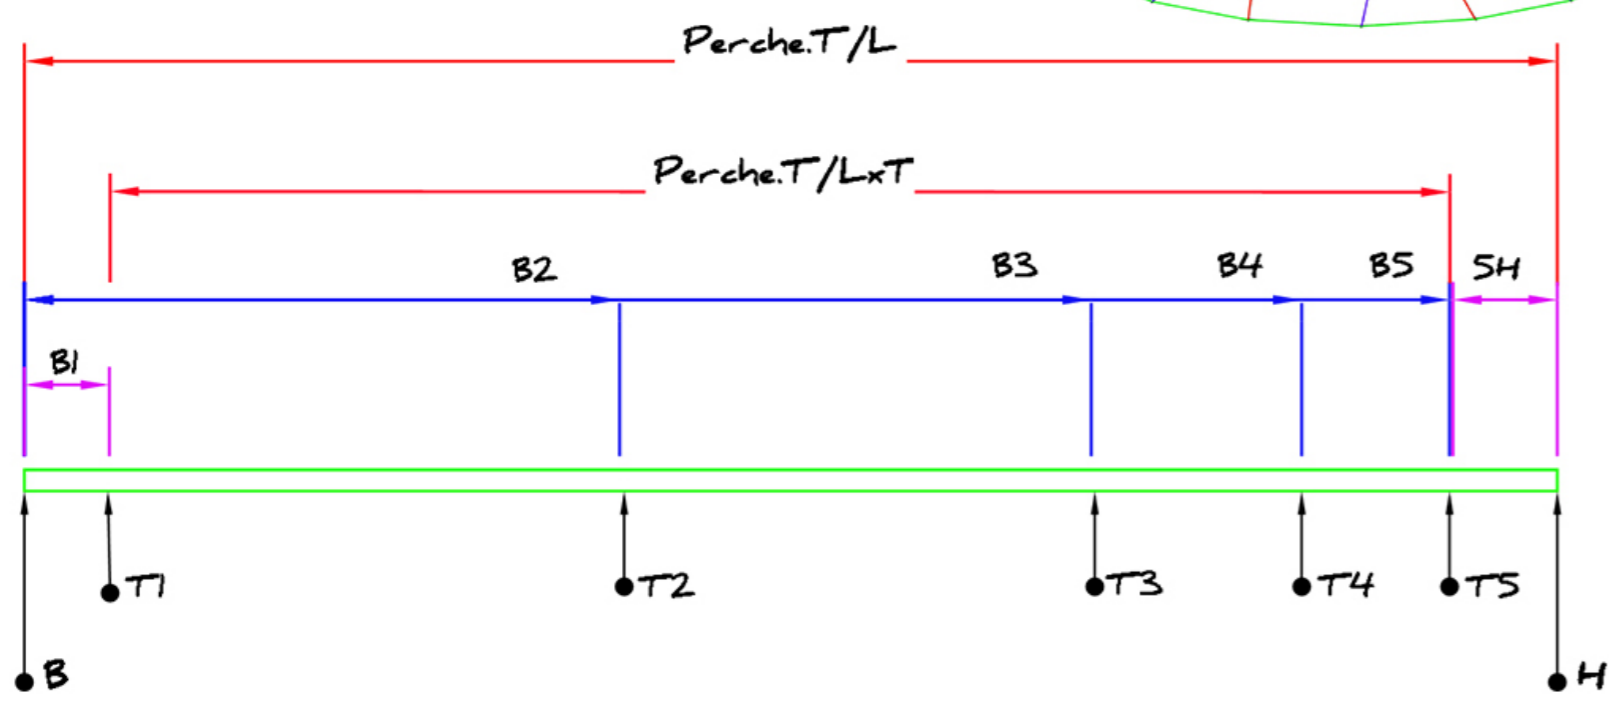 Perche.T/L
Perche.T/LxT
B2 B3 B4 B5 5H
B1
T1 T2 T3 T4 T5
B H